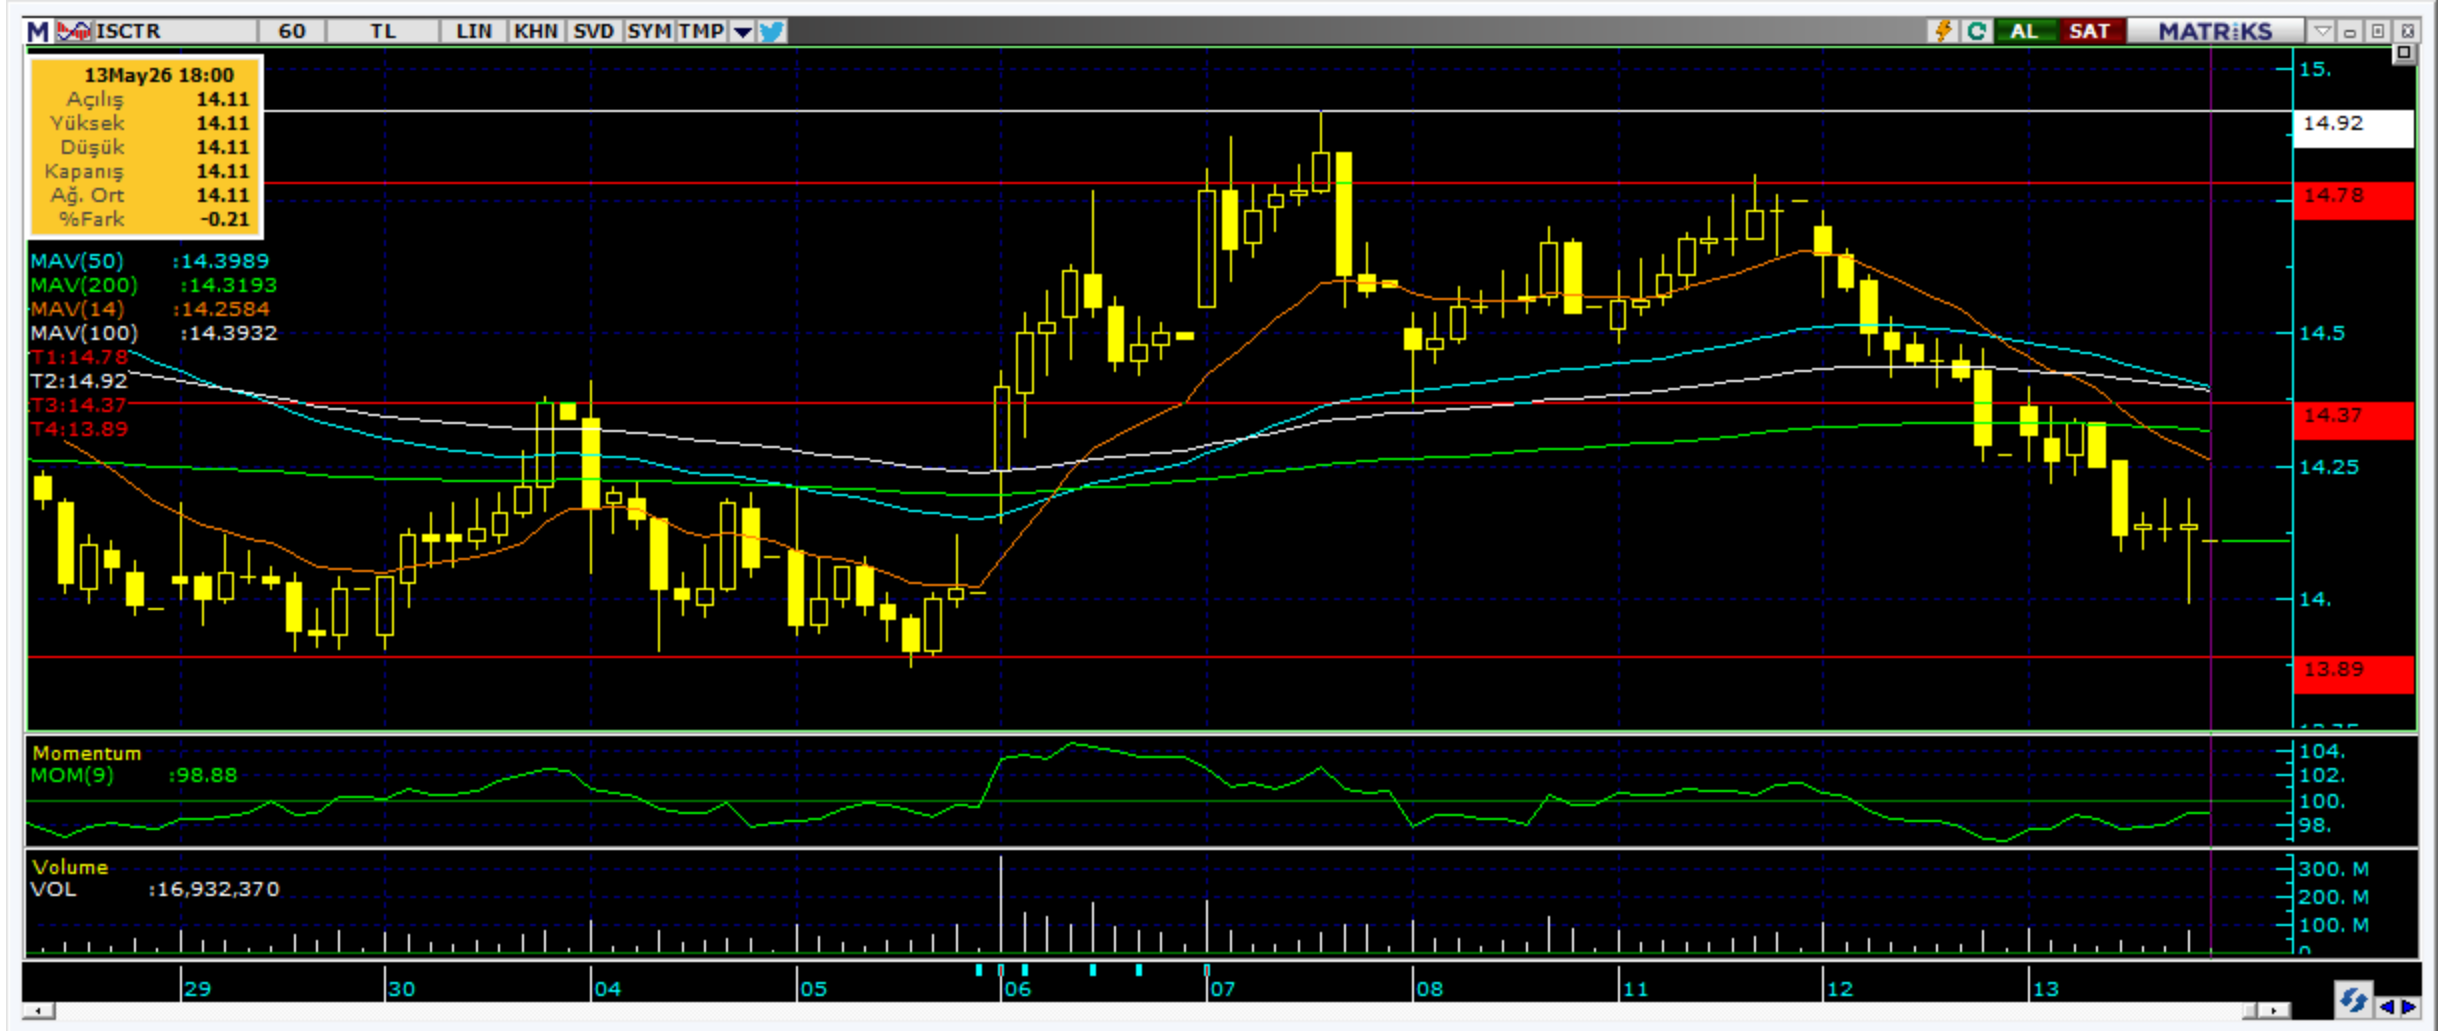 M ISCTR 60 TL LIN KHN SVD SYM TMP AL SAT MATRiKS
13May26 18:00
Açılış 14.11
Yüksek 14.11
Düşük 14.11
Kapanış 14.11
Ağ. Ort 14.11
%Fark -0.21
MAV(50) :14.3989
MAV(200) :14.3193
MAV(14) :14.2584
MAV(100) :14.3932
T1:14.78
T2:14.92
T3:14.37
T4:13.89
15.
14.92
14.78
14.5
14.37
14.25
14.
13.89
Momentum
MOM(9) :98.88
104.
102.
100.
98.
Volume
VOL :16,932,370
300. M
200. M
100. M
0
29 30 04 05 06 07 08 11 12 13